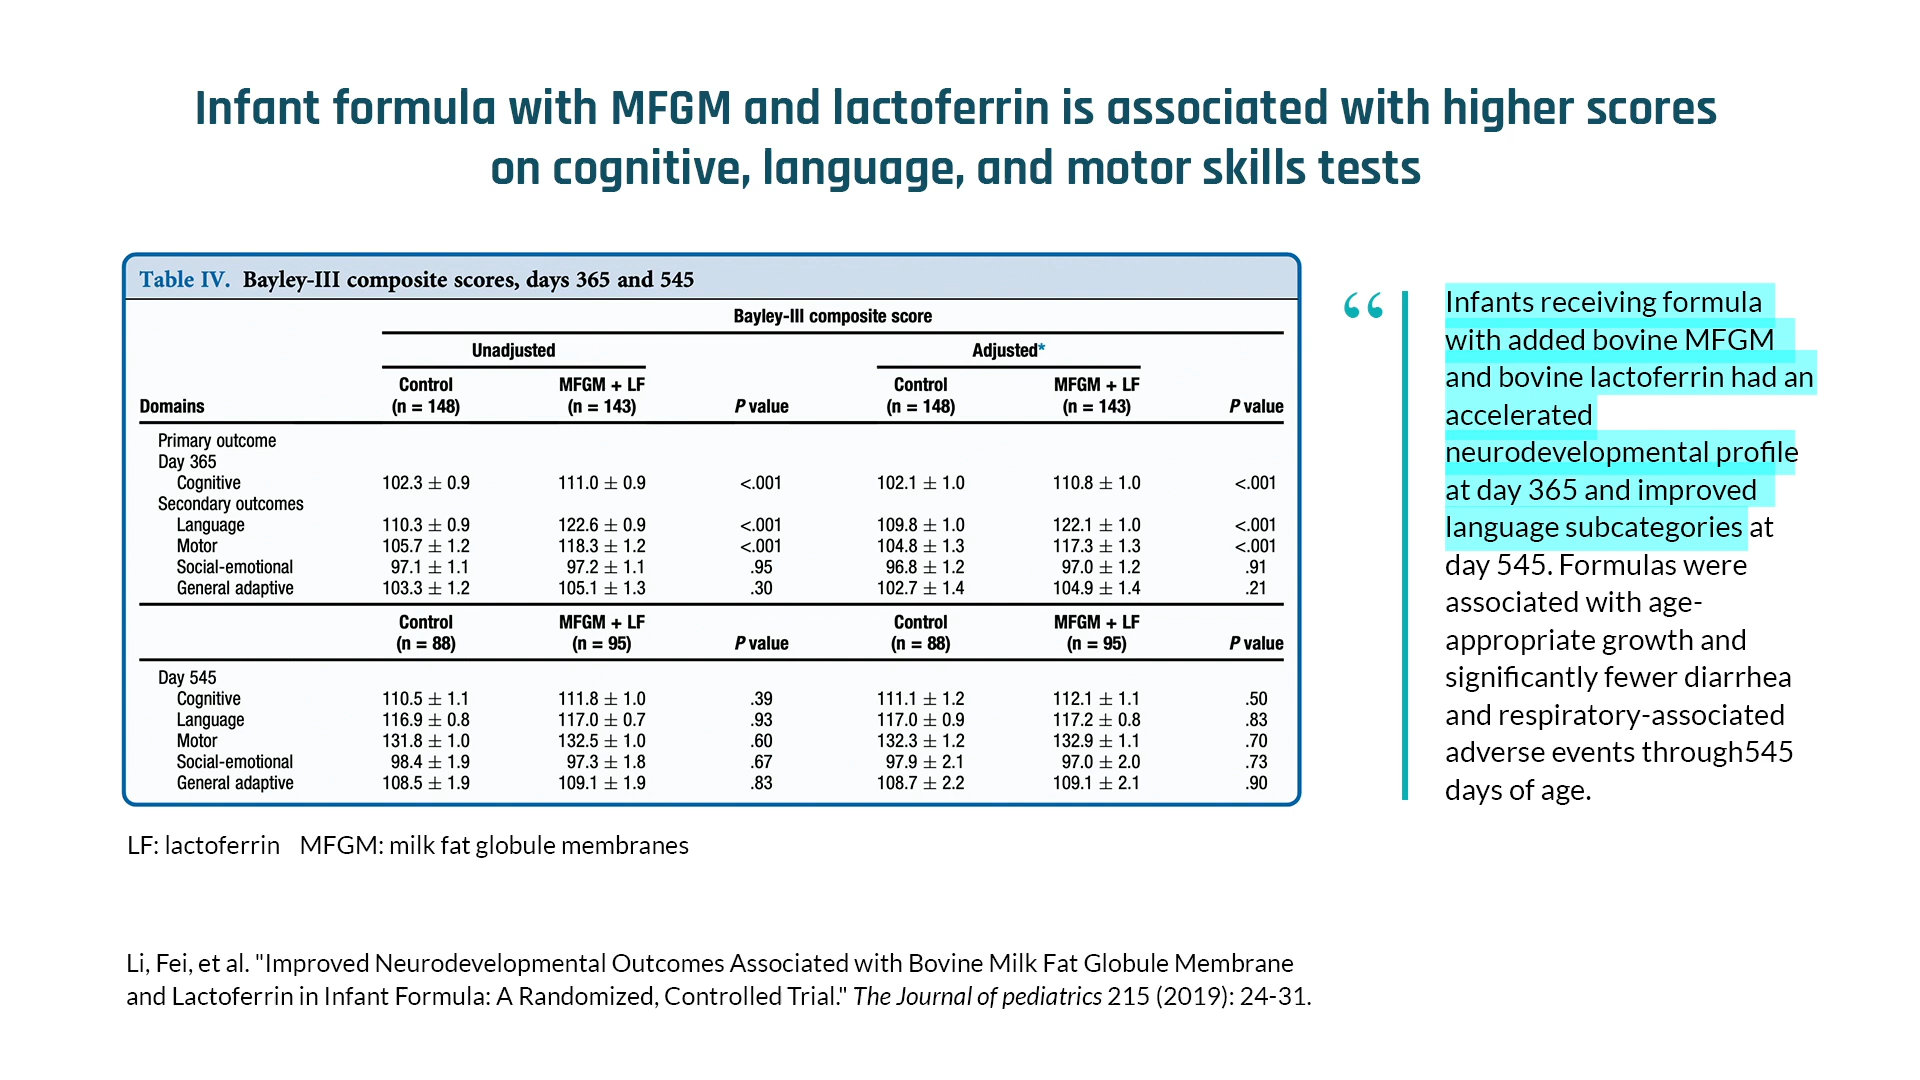 Infant formula with MFGM and lactoferrin is associated with higher scores
on cognitive, language, and motor skills tests
Table IV. Bayley-III composite scores, days 365 and 545
Bayley-III composite score
Unadjusted Adjusted*
Control MFGM + LF Control MFGM + LF
Domains (n = 148) (n = 143) P value (n = 148) (n = 143) P value
Primary outcome
Day 365
Cognitive 102.3 ± 0.9 111.0 ± 0.9 <.001 102.1 ± 1.0 110.8 ± 1.0 <.001
Secondary outcomes
Language 110.3 ± 0.9 122.6 ± 0.9 <.001 109.8 ± 1.0 122.1 ± 1.0 <.001
Motor 105.7 ± 1.2 118.3 ± 1.2 <.001 104.8 ± 1.3 117.3 ± 1.3 <.001
Social-emotional 97.1 ± 1.1 97.2 ± 1.1 .95 96.8 ± 1.2 97.0 ± 1.2 .91
General adaptive 103.3 ± 1.2 105.1 ± 1.3 .30 102.7 ± 1.4 104.9 ± 1.4 .21
Control MFGM + LF Control MFGM + LF
(n = 88) (n = 95) P value (n = 88) (n = 95) P value
Day 545
Cognitive 110.5 ± 1.1 111.8 ± 1.0 .39 111.1 ± 1.2 112.1 ± 1.1 .50
Language 116.9 ± 0.8 117.0 ± 0.7 .93 117.0 ± 0.9 117.2 ± 0.8 .83
Motor 131.8 ± 1.0 132.5 ± 1.0 .60 132.3 ± 1.2 132.9 ± 1.1 .70
Social-emotional 98.4 ± 1.9 97.3 ± 1.8 .67 97.9 ± 2.1 97.0 ± 2.0 .73
General adaptive 108.5 ± 1.9 109.1 ± 1.9 .83 108.7 ± 2.2 109.1 ± 2.1 .90
LF: lactoferrin MFGM: milk fat globule membranes
“
Infants receiving formula
with added bovine MFGM
and bovine lactoferrin had an
accelerated
neurodevelopmental profile
at day 365 and improved
language subcategories at
day 545. Formulas were
associated with age-
appropriate growth and
significantly fewer diarrhea
and respiratory-associated
adverse events through545
days of age.
Li, Fei, et al. "Improved Neurodevelopmental Outcomes Associated with Bovine Milk Fat Globule Membrane
and Lactoferrin in Infant Formula: A Randomized, Controlled Trial." The Journal of pediatrics 215 (2019): 24-31.